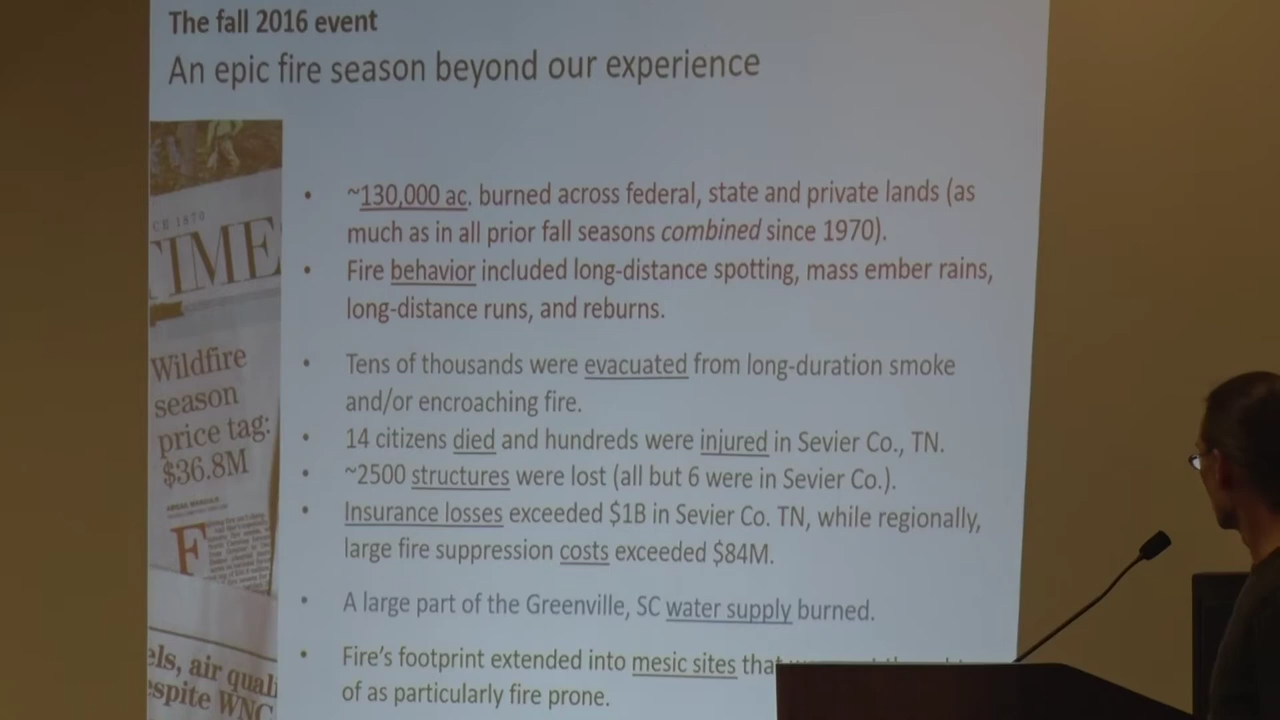 The fall 2016 event
An epic fire season beyond our experience
• ~130,000 ac. burned across federal, state and private lands (as
much as in all prior fall seasons combined since 1970).
• Fire behavior included long-distance spotting, mass ember rains,
long-distance runs, and reburns.
• Tens of thousands were evacuated from long-duration smoke
and/or encroaching fire.
• 14 citizens died and hundreds were injured in Sevier Co., TN.
• ~2500 structures were lost (all but 6 were in Sevier Co.).
• Insurance losses exceeded $1B in Sevier Co. TN, while regionally,
large fire suppression costs exceeded $84M.
• A large part of the Greenville, SC water supply burned.
• Fire's footprint extended into mesic sites that
of as particularly fire prone.
CE 1870
TIME
Wildfire
season
price tag:
$36.8M
F
els, air quali
espite WNC